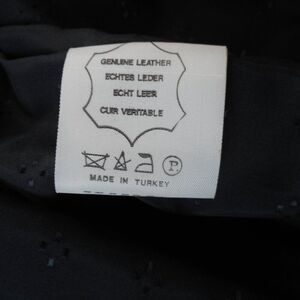 GENUINE LEATHER
ECHTES LEDER
ECHT LEER
CUIR VERITABLE
P
MADE IN TURKEY